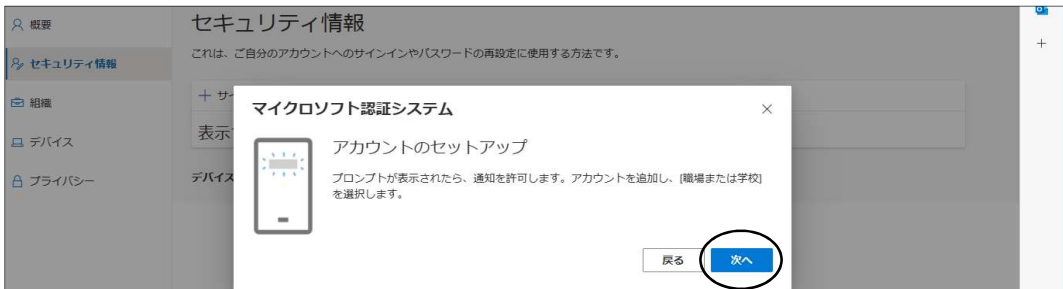 概要
セキュリティ情報
組織
デバイス
プライバシー
セキュリティ情報
これは、ご自分のアカウントへのサインインやパスワードの再設定に使用する方法です。
+ サ
表示
デバイス
マイクロソフト認証システム
アカウントのセットアップ
プロンプトが表示されたら、通知を許可します。アカウントを追加し、[職場または学校]
を選択します。
戻る
次へ